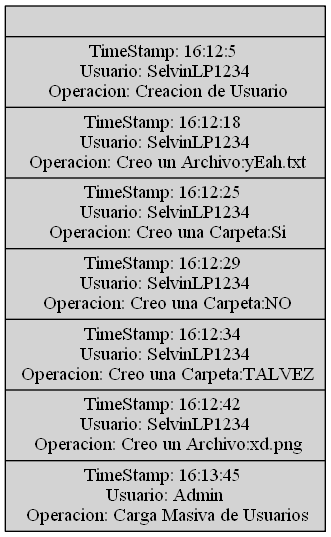 TimeStamp: 16:12:5
Usuario: SelvinLP1234
Operacion: Creacion de Usuario
TimeStamp: 16:12:18
Usuario: SelvinLP1234
Operacion: Creo un Archivo:yEah.txt
TimeStamp: 16:12:25
Usuario: SelvinLP1234
Operacion: Creo una Carpeta:Si
TimeStamp: 16:12:29
Usuario: SelvinLP1234
Operacion: Creo una Carpeta:NO
TimeStamp: 16:12:34
Usuario: SelvinLP1234
Operacion: Creo una Carpeta:TALVEZ
TimeStamp: 16:12:42
Usuario: SelvinLP1234
Operacion: Creo un Archivo:xd.png
TimeStamp: 16:13:45
Usuario: Admin
Operacion: Carga Masiva de Usuarios